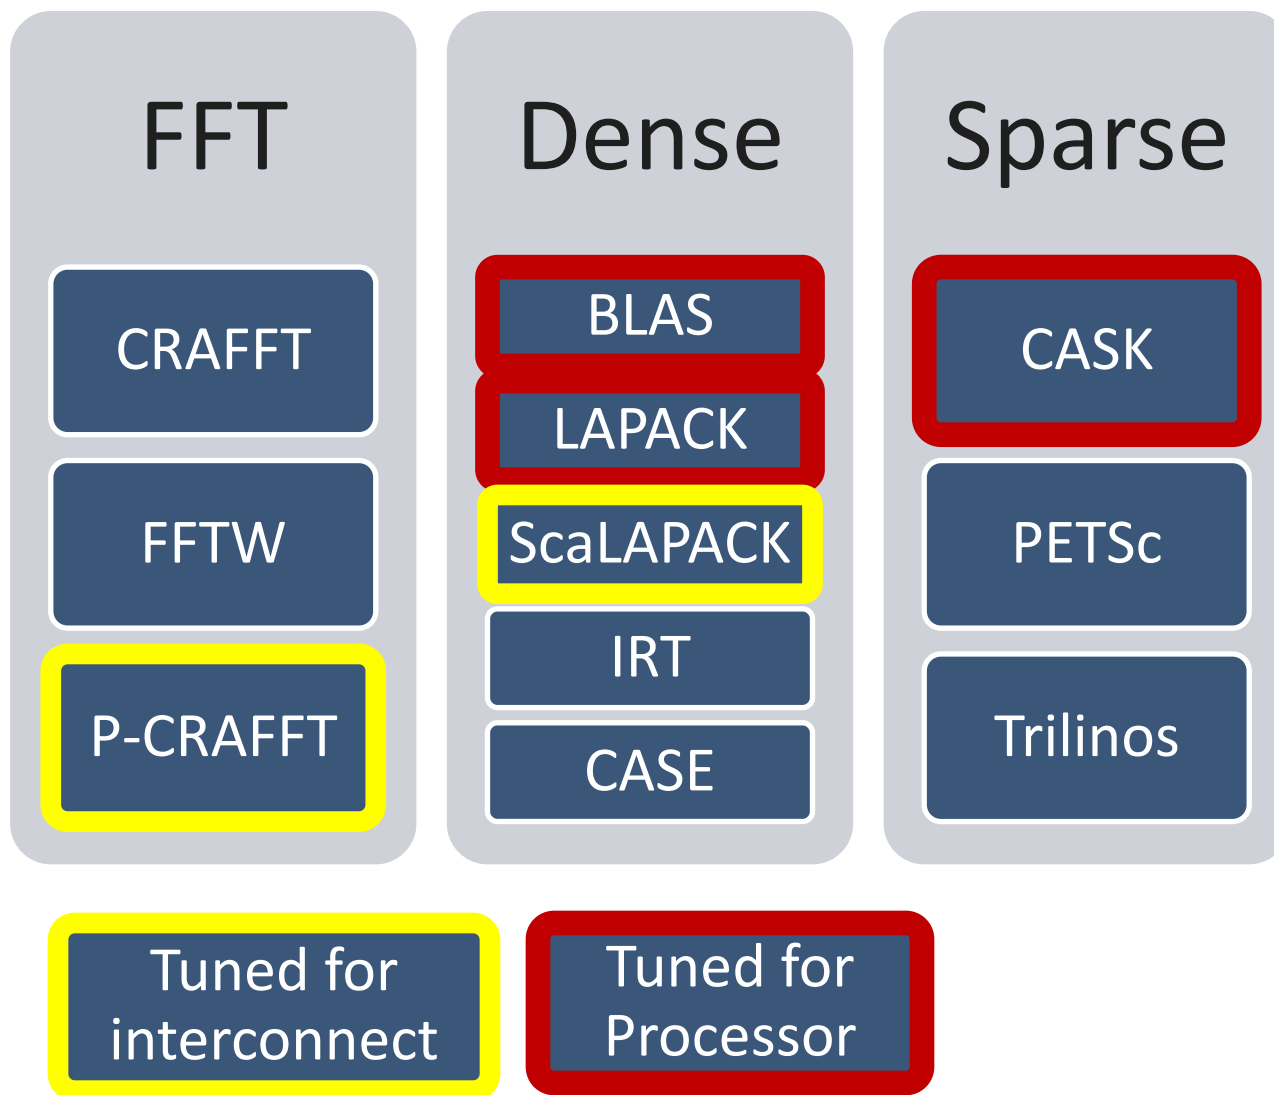 FFT
CRAFFT
FFTW
P-CRAFFT
Dense
BLAS
LAPACK
ScaLAPACK
IRT
CASE
Sparse
CASK
PETSc
Trilinos
Tuned for
interconnect
Tuned for
Processor